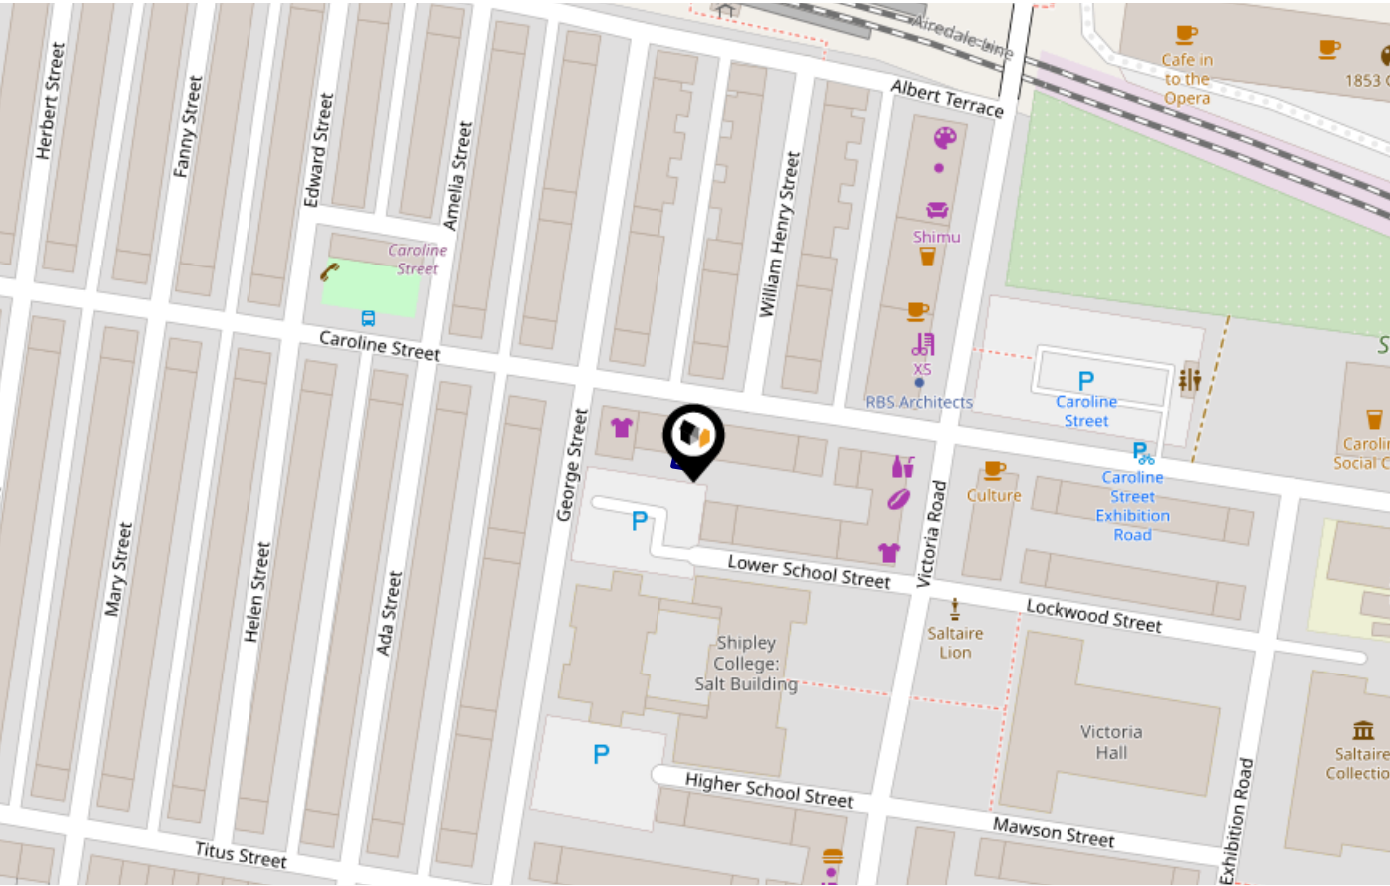 Airedale Line
Cafe in
to the
Opera
1853
Albert Terrace
Herbert Street
Fanny Street
Edward Street
Amelia Street
William Henry Street
Caroline
Street
Shimu
XS
RBS Architects
Caroline Street
P
Caroline
Street
S
P
Caroline
Street
Exhibition
Road
Social
Culture
George Street
P
Victoria Road
Lower School Street
Lockwood Street
Mary Street
Helen Street
Ada Street
Saltaire
Lion
Shipley
College:
Salt Building
Victoria
Hall
P
Higher School Street
Mawson Street
Exhibition Road
Saltaire
Titus Street